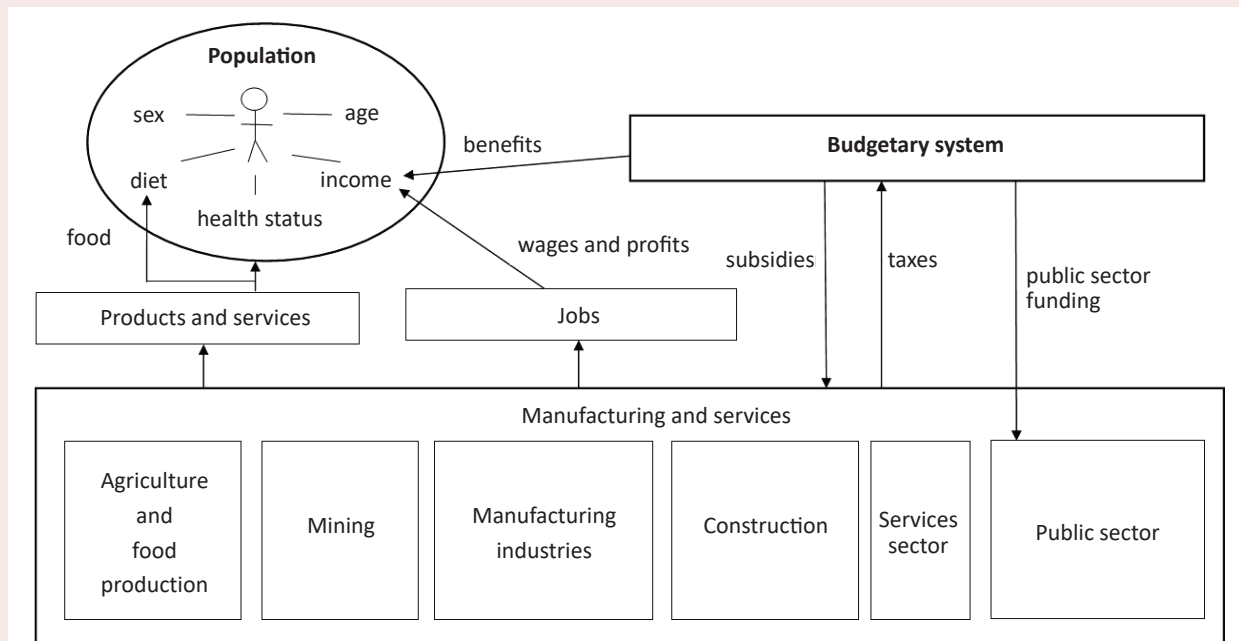 Population
sex
age
diet
income
health status
benefits
Budgetary system
food
wages and profits
subsidies
taxes
public sector
funding
Products and services
Jobs
Manufacturing and services
Agriculture
and
food
production
Mining
Manufacturing
industries
Construction
Services
sector
Public sector